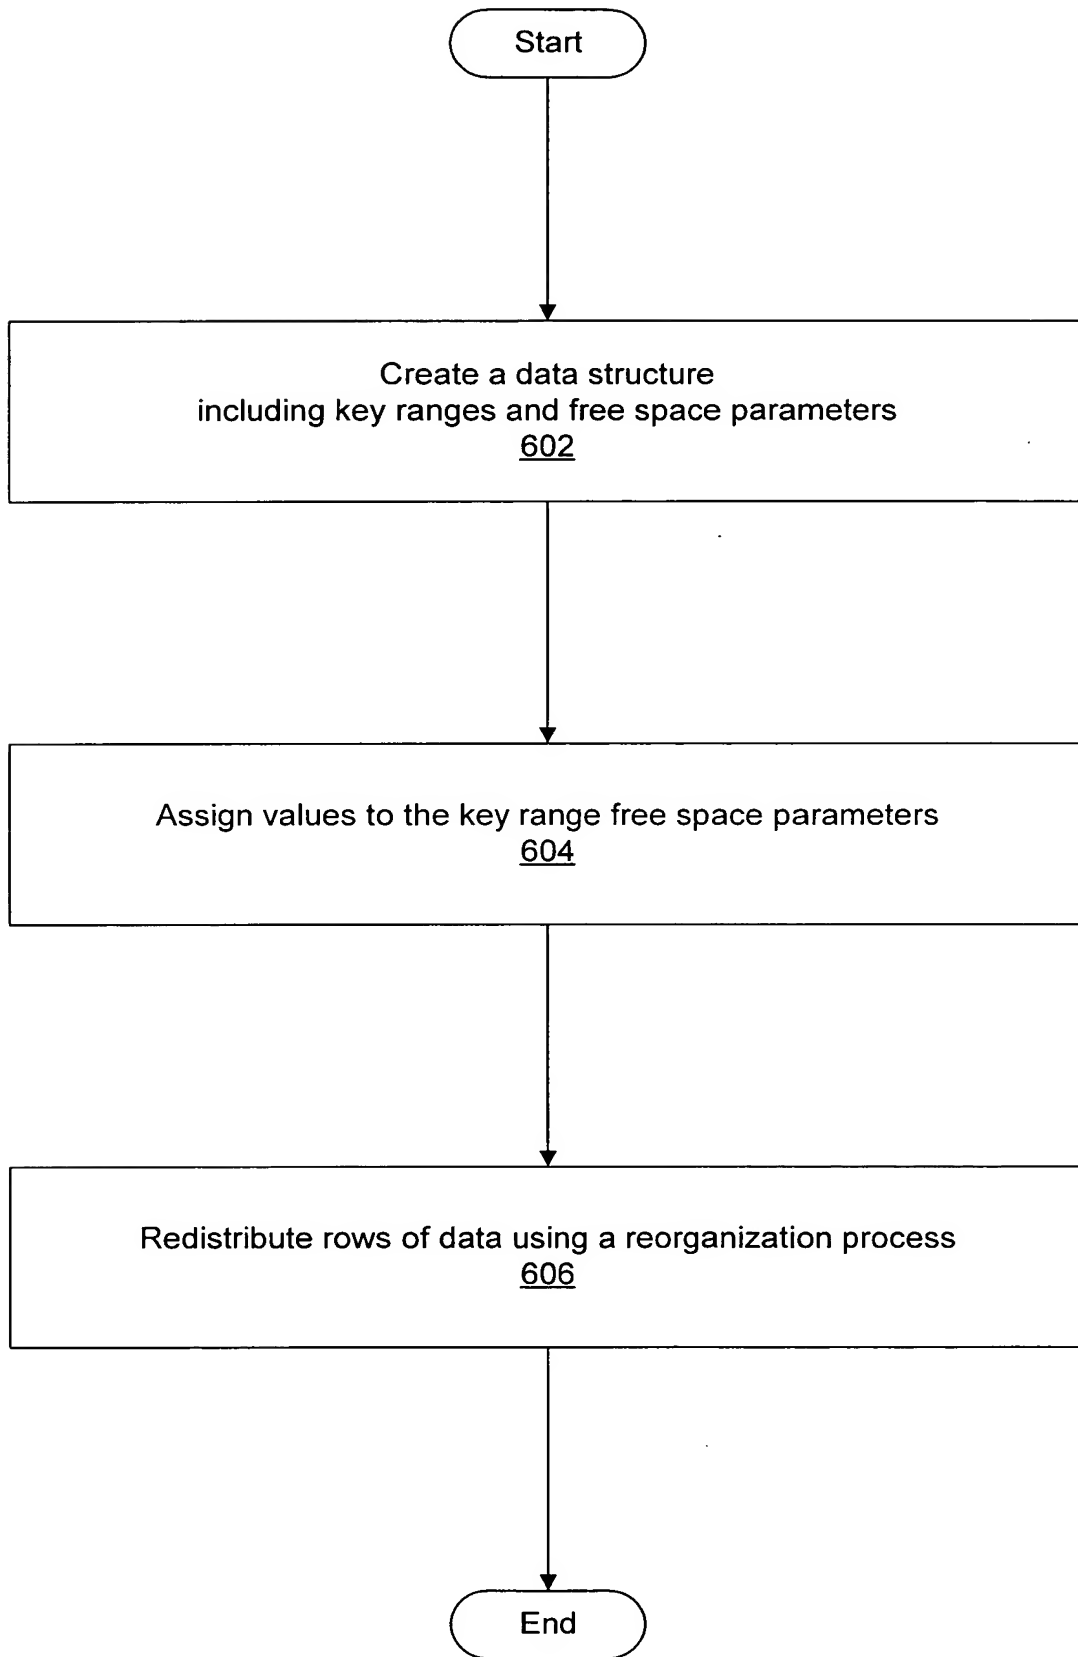 Start
Create a data structure
including key ranges and free space parameters
602
Assign values to the key range free space parameters
604
Redistribute rows of data using a reorganization process
606
End